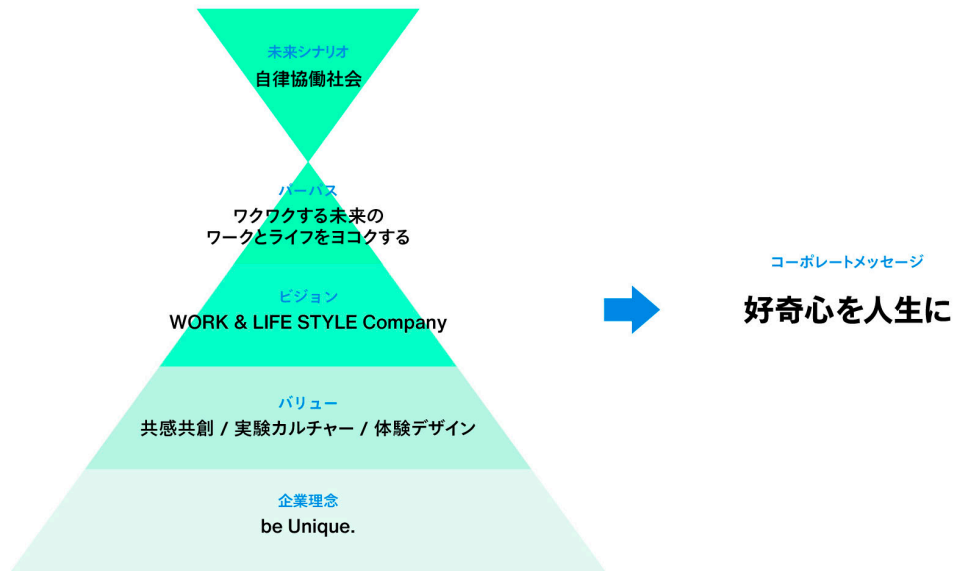 未来シナリオ
自律協働社会
パーパス
ワクワクする未来の
ワークとライフをヨコクする
ビジョン
WORK & LIFE STYLE Company
バリュー
共感共創 / 実験カルチャー / 体験デザイン
企業理念
be Unique.
コーポレートメッセージ
好奇心を人生に